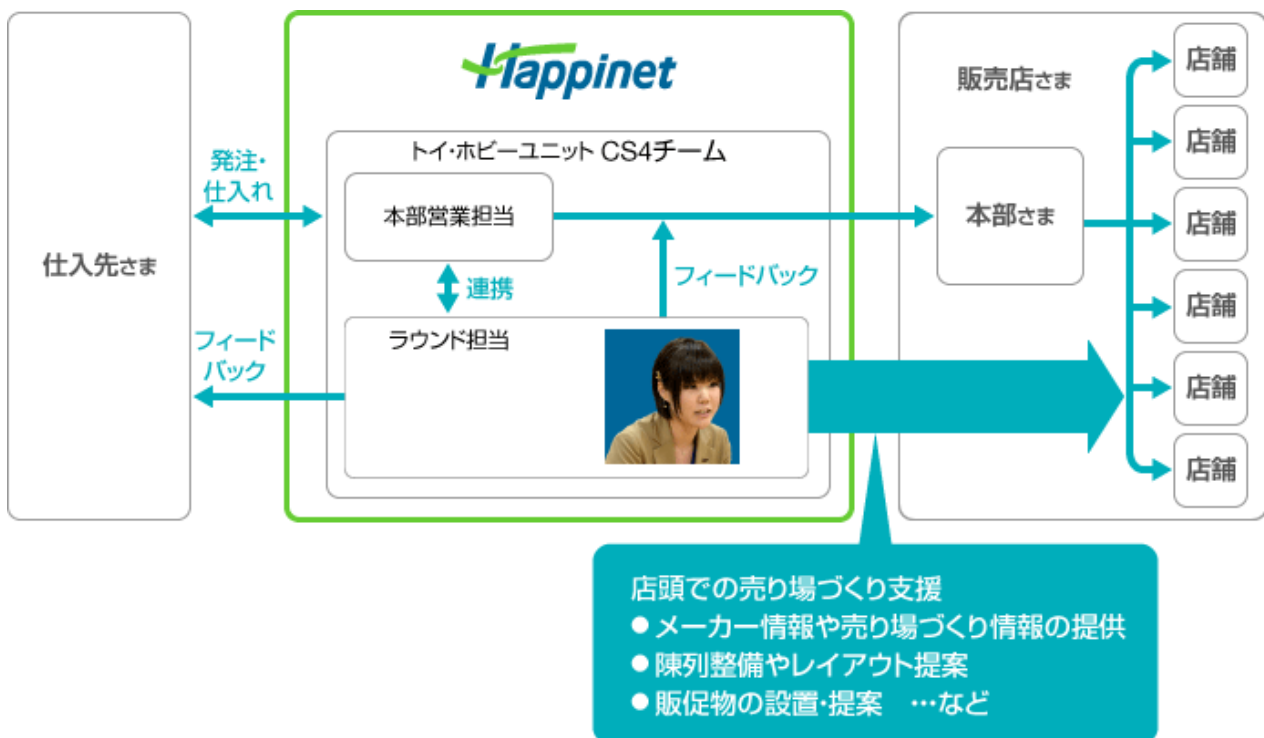 仕入先さま
発注・
仕入れ
フィード
バック
Happinet
トイ・ホビーユニット CS4チーム
本部営業担当
連携
フィードバック
ラウンド担当
販売店さま
本部さま
店舗
店舗
店舗
店舗
店舗
店舗
店頭での売り場づくり支援
●メーカー情報や売り場づくり情報の提供
●陳列整備やレイアウト提案
●販促物の設置・提案 …など